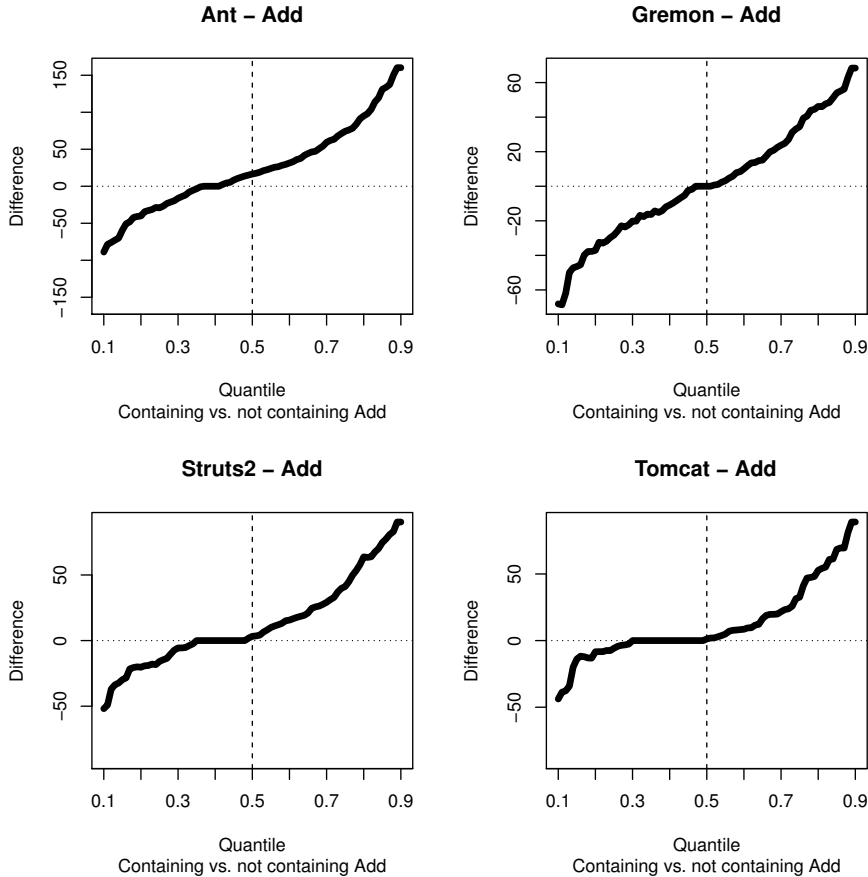 Ant – Add
Difference
150
50
0
−50
−150
0.1 0.3 0.5 0.7 0.9
Quantile
Containing vs. not containing Add
Gremon – Add
Difference
60
20
−20
−60
0.1 0.3 0.5 0.7 0.9
Quantile
Containing vs. not containing Add
Struts2 – Add
Difference
50
0
−50
0.1 0.3 0.5 0.7 0.9
Quantile
Containing vs. not containing Add
Tomcat – Add
Difference
50
0
−50
0.1 0.3 0.5 0.7 0.9
Quantile
Containing vs. not containing Add